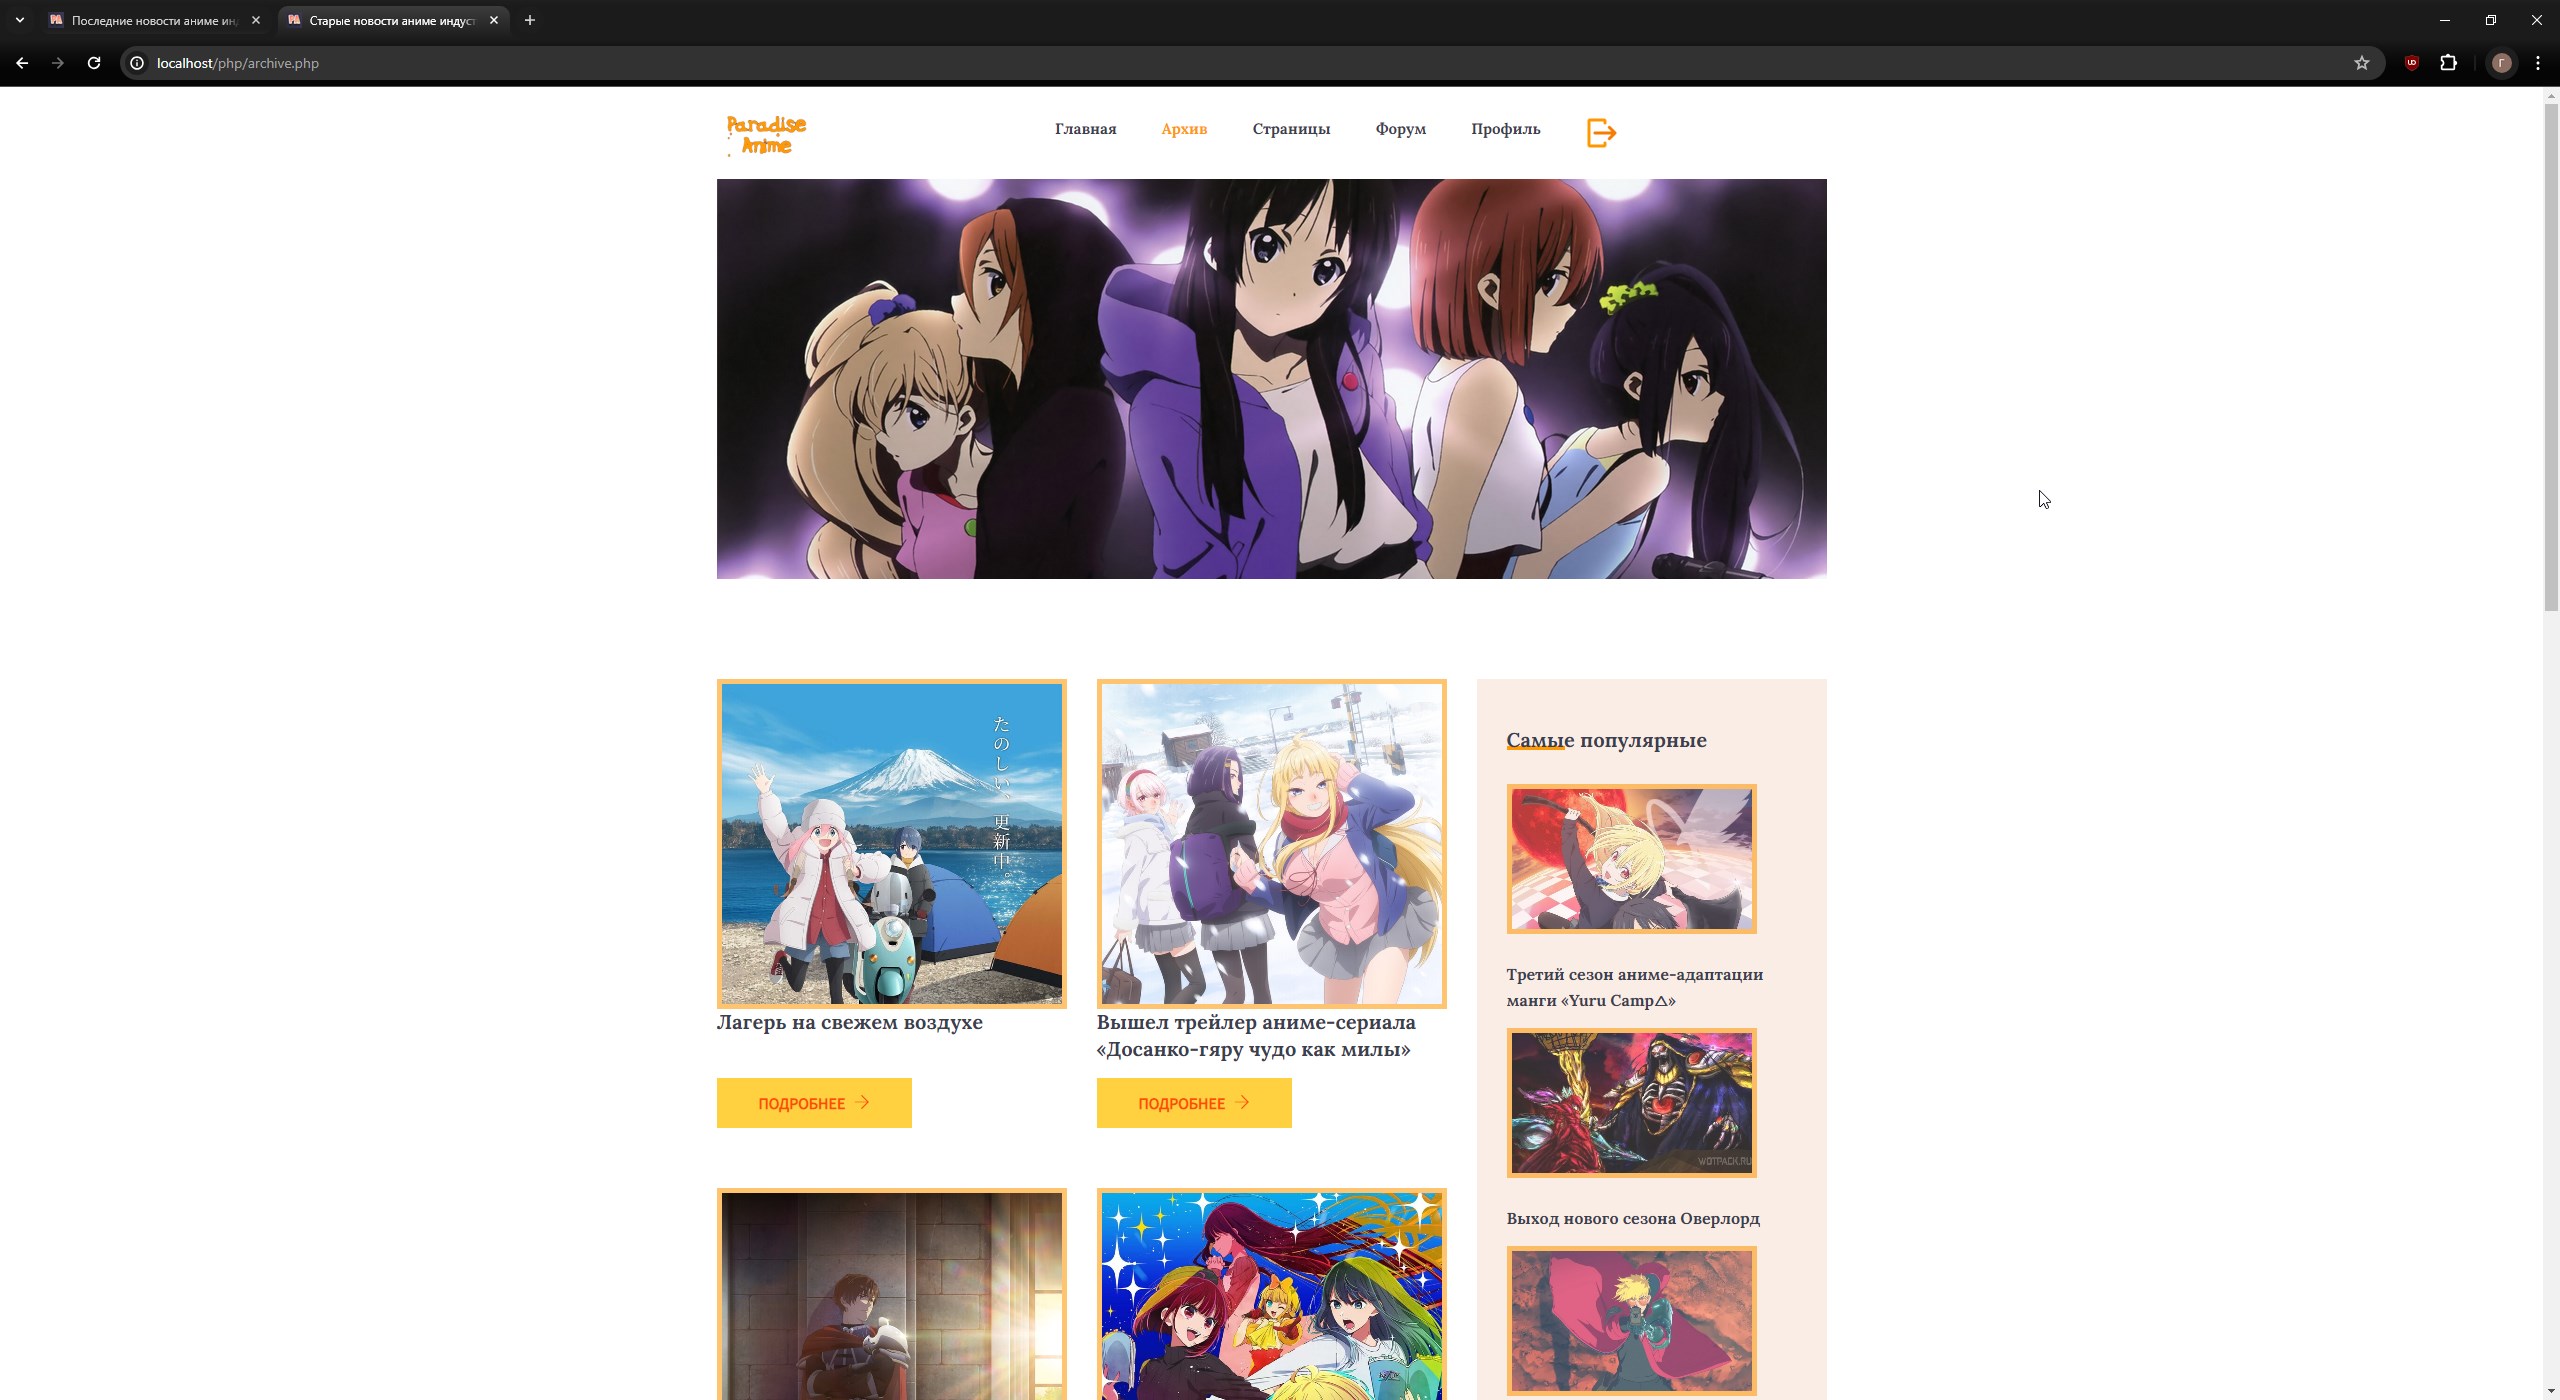 Последние новости аниме инд
Старые новости аниме индуст
localhost/php/archive.php
Г
Paradise
Anime
Главная
Архив
Страницы
Форум
Профиль
たのしい、更新中。
Самые популярные
Третий сезон аниме-адаптации
манги «Yuru Camp△»
WOTPACK.RU
Выход нового сезона Оверлорд
Лагерь на свежем воздухе
ПОДРОБНЕЕ →
Вышел трейлер аниме-сериала
«Досанко-гяру чудо как милы»
ПОДРОБНЕЕ →